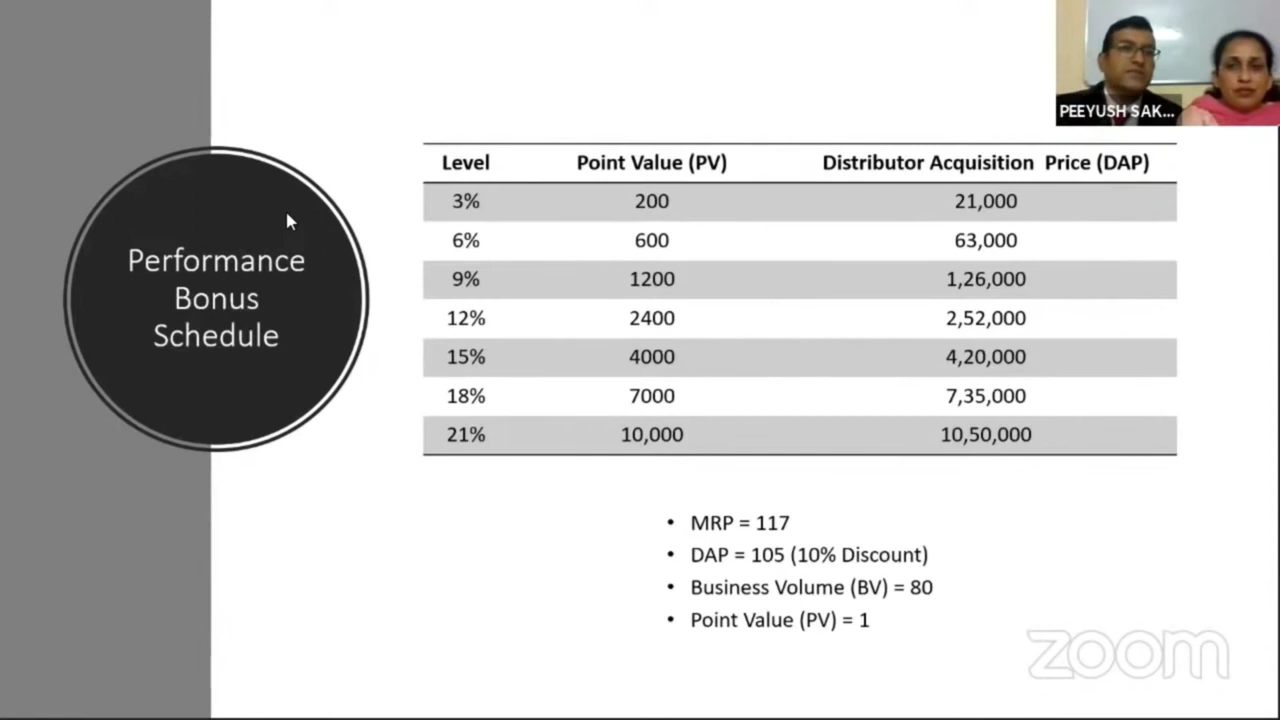 PEEYUSH SAK...
Level Point Value (PV) Distributor Acquisition Price (DAP)
3% 200 21,000
6% 600 63,000
9% 1200 1,26,000
12% 2400 2,52,000
15% 4000 4,20,000
18% 7000 7,35,000
21% 10,000 10,50,000
Performance
Bonus
Schedule
• MRP = 117
• DAP = 105 (10% Discount)
• Business Volume (BV) = 80
• Point Value (PV) = 1
zoom